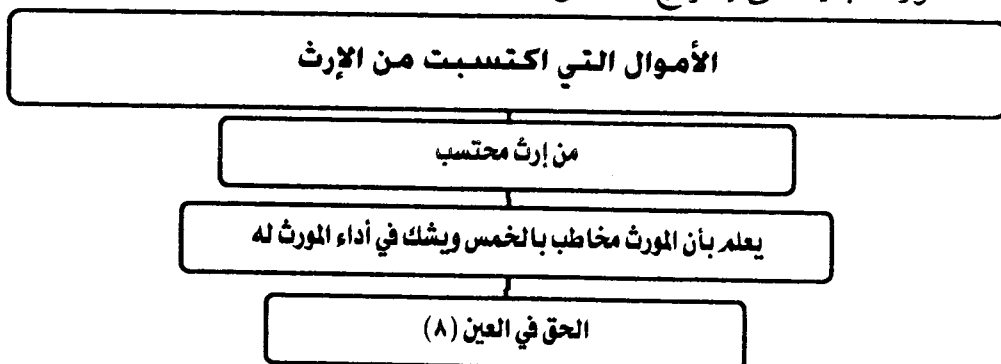 الأموال التي اكتسبت من الإرث
من إرث محتسب
يعلم بأن المورث مخاطب بالخمس ويشك في أداء المورث له
الحق في العين (٨)